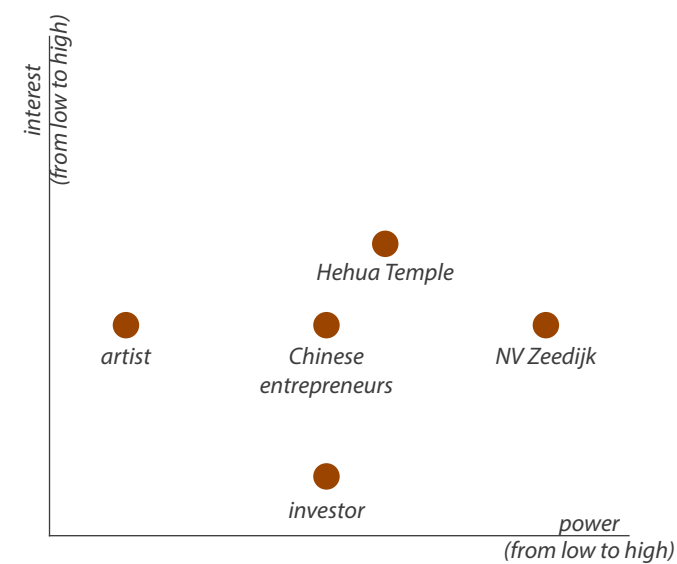 interest
(from low to high)
Hehua Temple
artist
Chinese
entrepreneurs
NV Zeedijk
investor
power
(from low to high)